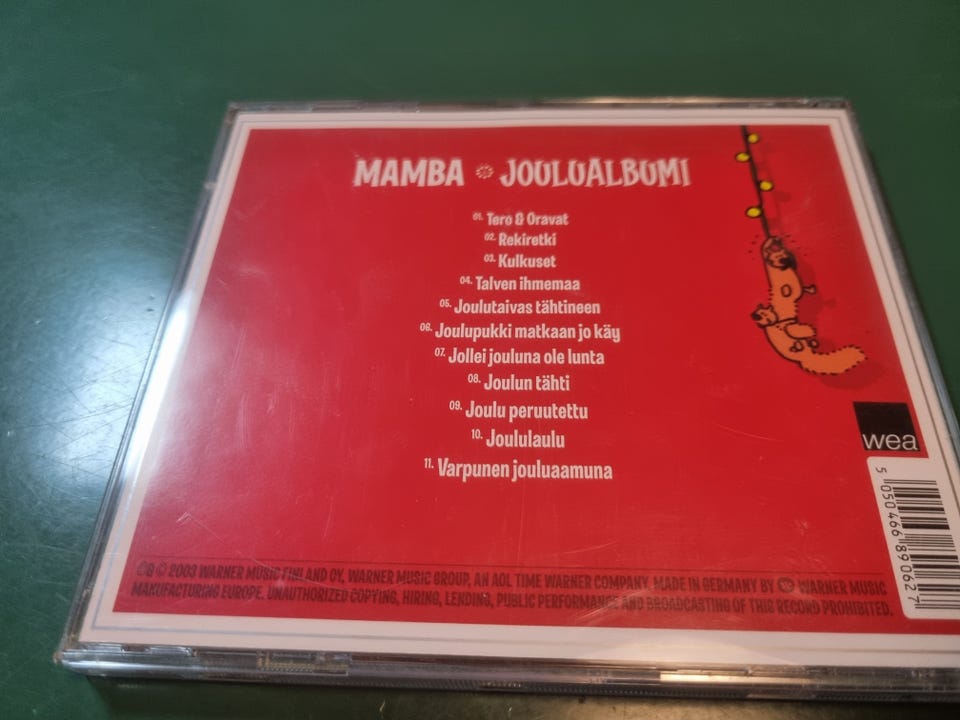 MAMBA JOULUALBUMI
01. Tero & Oravat
02. Rekiretki
03. Kulkuset
04. Talven ihmemaa
05. Joulutaivas tähtineen
06. Joulupukki matkaan jo käy
07. Jollei jouluna ole lunta
08. Joulun tähti
09. Joulu peruutettu
10. Joululaulu
11. Varpunen jouluaamuna
wea
5 050466 890627
℗ © 2003 WARNER MUSIC FINLAND OY, WARNER MUSIC GROUP, AN AOL TIME WARNER COMPANY. MADE IN GERMANY BY WARNER MUSIC
MANUFACTURING EUROPE. UNAUTHORIZED COPYING, HIRING, LENDING, PUBLIC PERFORMANCE AND BROADCASTING OF THIS RECORD PROHIBITED.